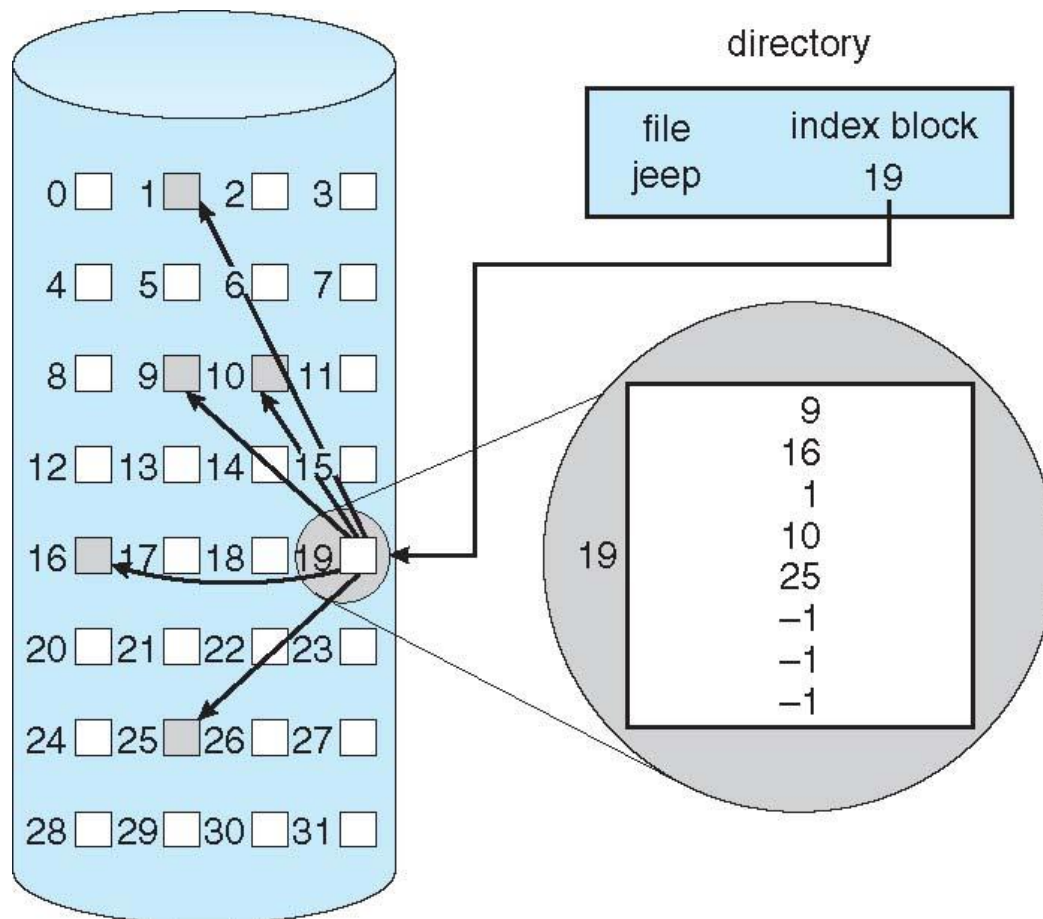 directory
file index block
jeep 19
0 1 2 3
4 5 6 7
8 9 10 11
12 13 14 15
16 17 18 19
20 21 22 23
24 25 26 27
28 29 30 31
19
9
16
1
10
25
–1
–1
–1